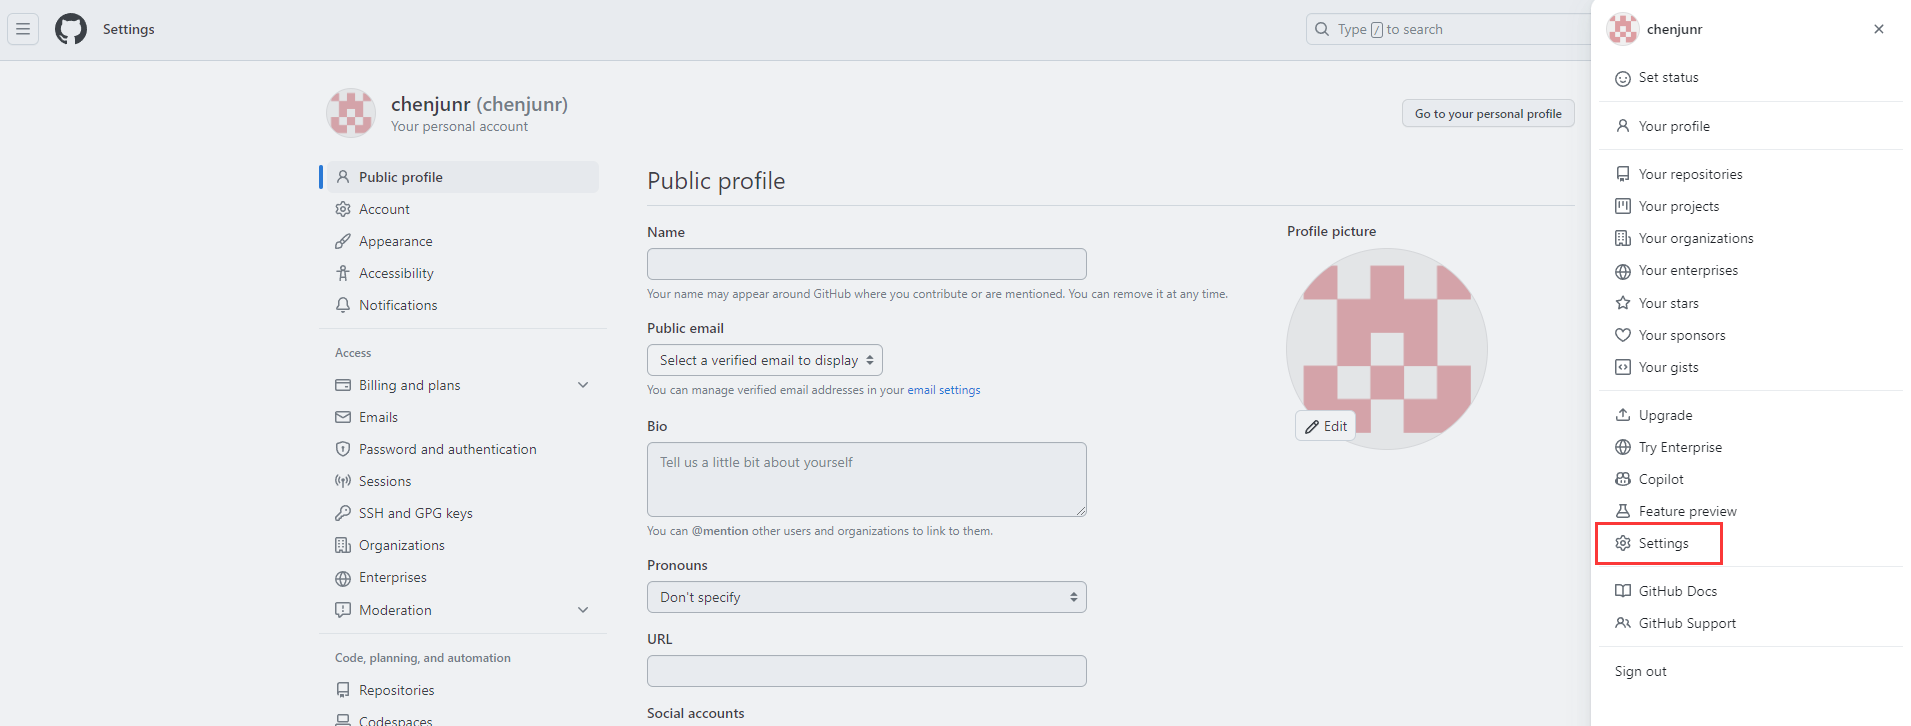 Settings
Type / to search
chenjunr (chenjunr)
Your personal account
Go to your personal profile
Public profile
Account
Appearance
Accessibility
Notifications
Access
Billing and plans
Emails
Password and authentication
Sessions
SSH and GPG keys
Organizations
Enterprises
Moderation
Code, planning, and automation
Repositories
Codespaces
Public profile
Name
Your name may appear around GitHub where you contribute or are mentioned. You can remove it at any time.
Public email
Select a verified email to display
You can manage verified email addresses in your email settings
Bio
Tell us a little bit about yourself
You can @mention other users and organizations to link to them.
Pronouns
Don't specify
URL
Social accounts
Profile picture
Edit
chenjunr
Set status
Your profile
Your repositories
Your projects
Your organizations
Your enterprises
Your stars
Your sponsors
Your gists
Upgrade
Try Enterprise
Copilot
Feature preview
Settings
GitHub Docs
GitHub Support
Sign out